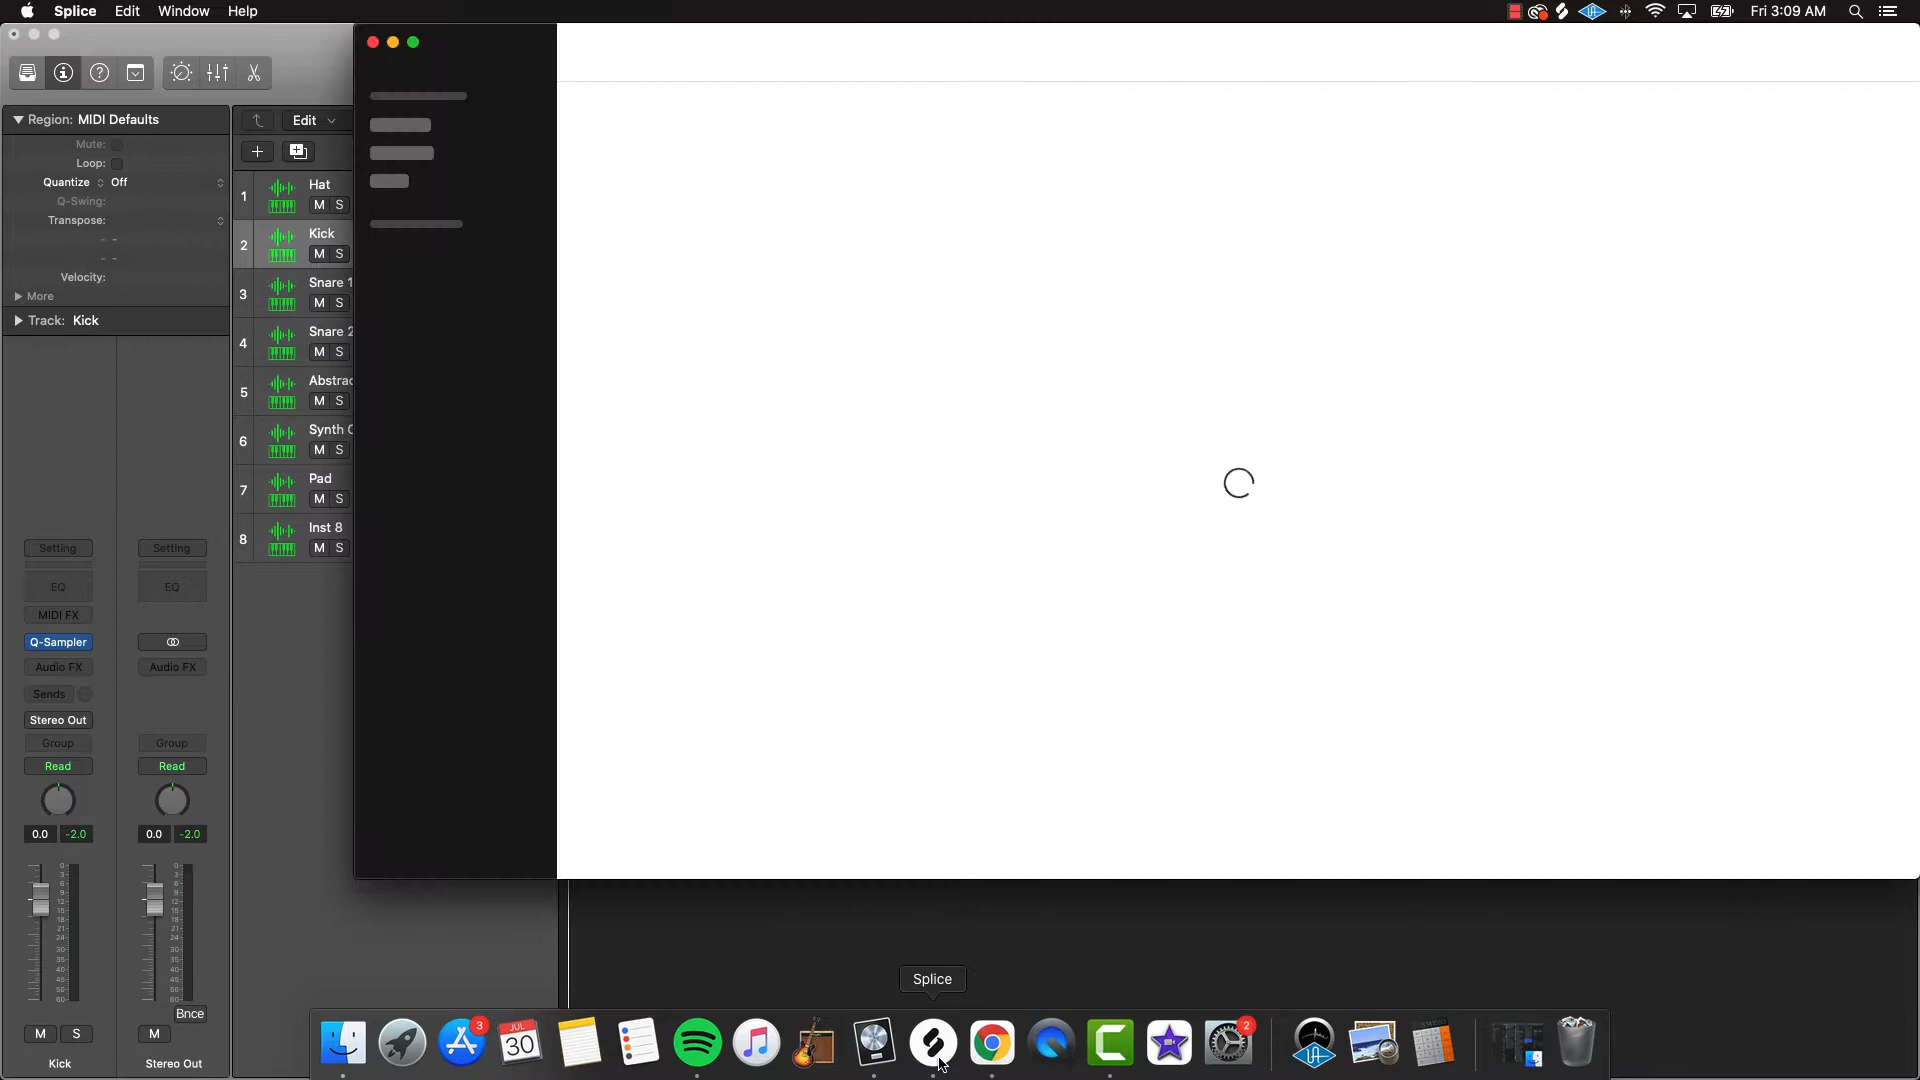 Splice Edit Window Help
Fri 3:09 AM
Region: MIDI Defaults
Mute:
Loop:
Quantize Off
Q-Swing:
Transpose:
Velocity:
More
Track: Kick
Edit
1 Hat
M S
2 Kick
M S
3 Snare 1
M S
4 Snare 2
M S
5 Abstrac
M S
6 Synth
M S
7 Pad
M S
8 Inst 8
M S
Setting Setting
EQ EQ
MIDI FX
Q-Sampler
Audio FX Audio FX
Sends
Stereo Out
Group Group
Read Read
0.0 -2.0 0.0 -2.0
Bnce
M S M
Kick Stereo Out
Splice
3
JUL
30
2